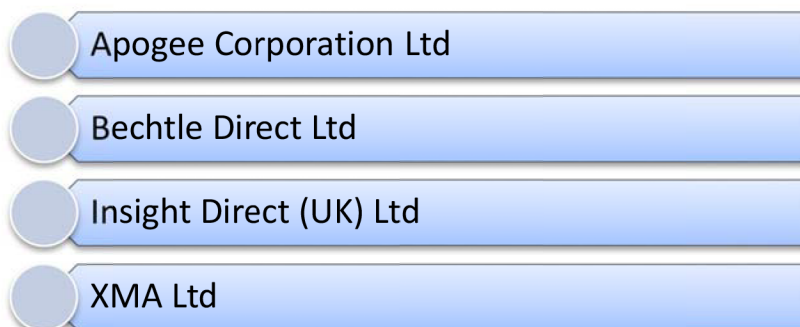 Apogee Corporation Ltd
Bechtle Direct Ltd
Insight Direct (UK) Ltd
XMA Ltd